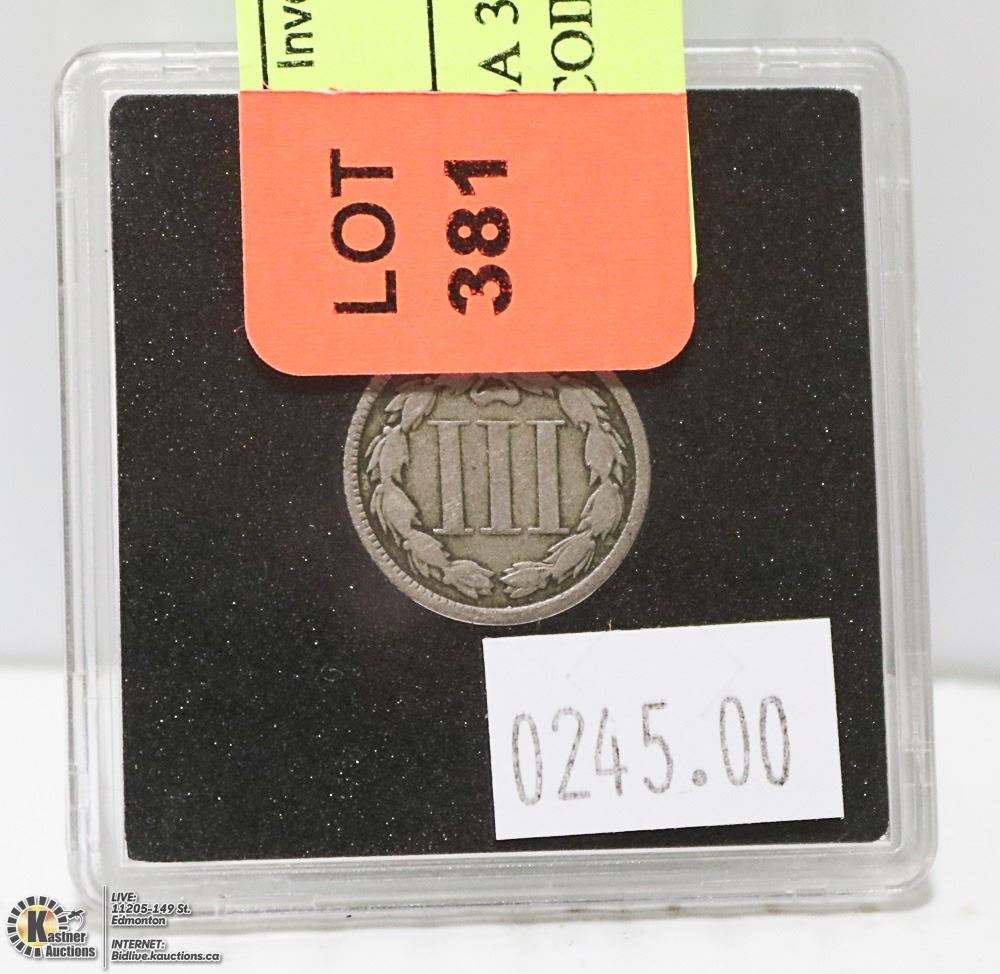 Inve
A 3
COI
LOT
381
III
0245.00
Kastner
Auctions
LIVE:
11205-149 St.
Edmonton
INTERNET:
Bidlive.kauctions.ca